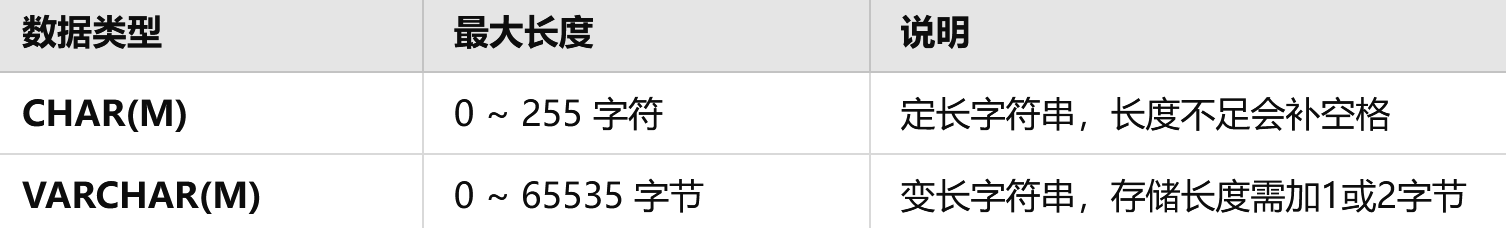 数据类型 最大长度 说明
CHAR(M) 0 ~ 255 字符 定长字符串，长度不足会补空格
VARCHAR(M) 0 ~ 65535 字节 变长字符串，存储长度需加1或2字节